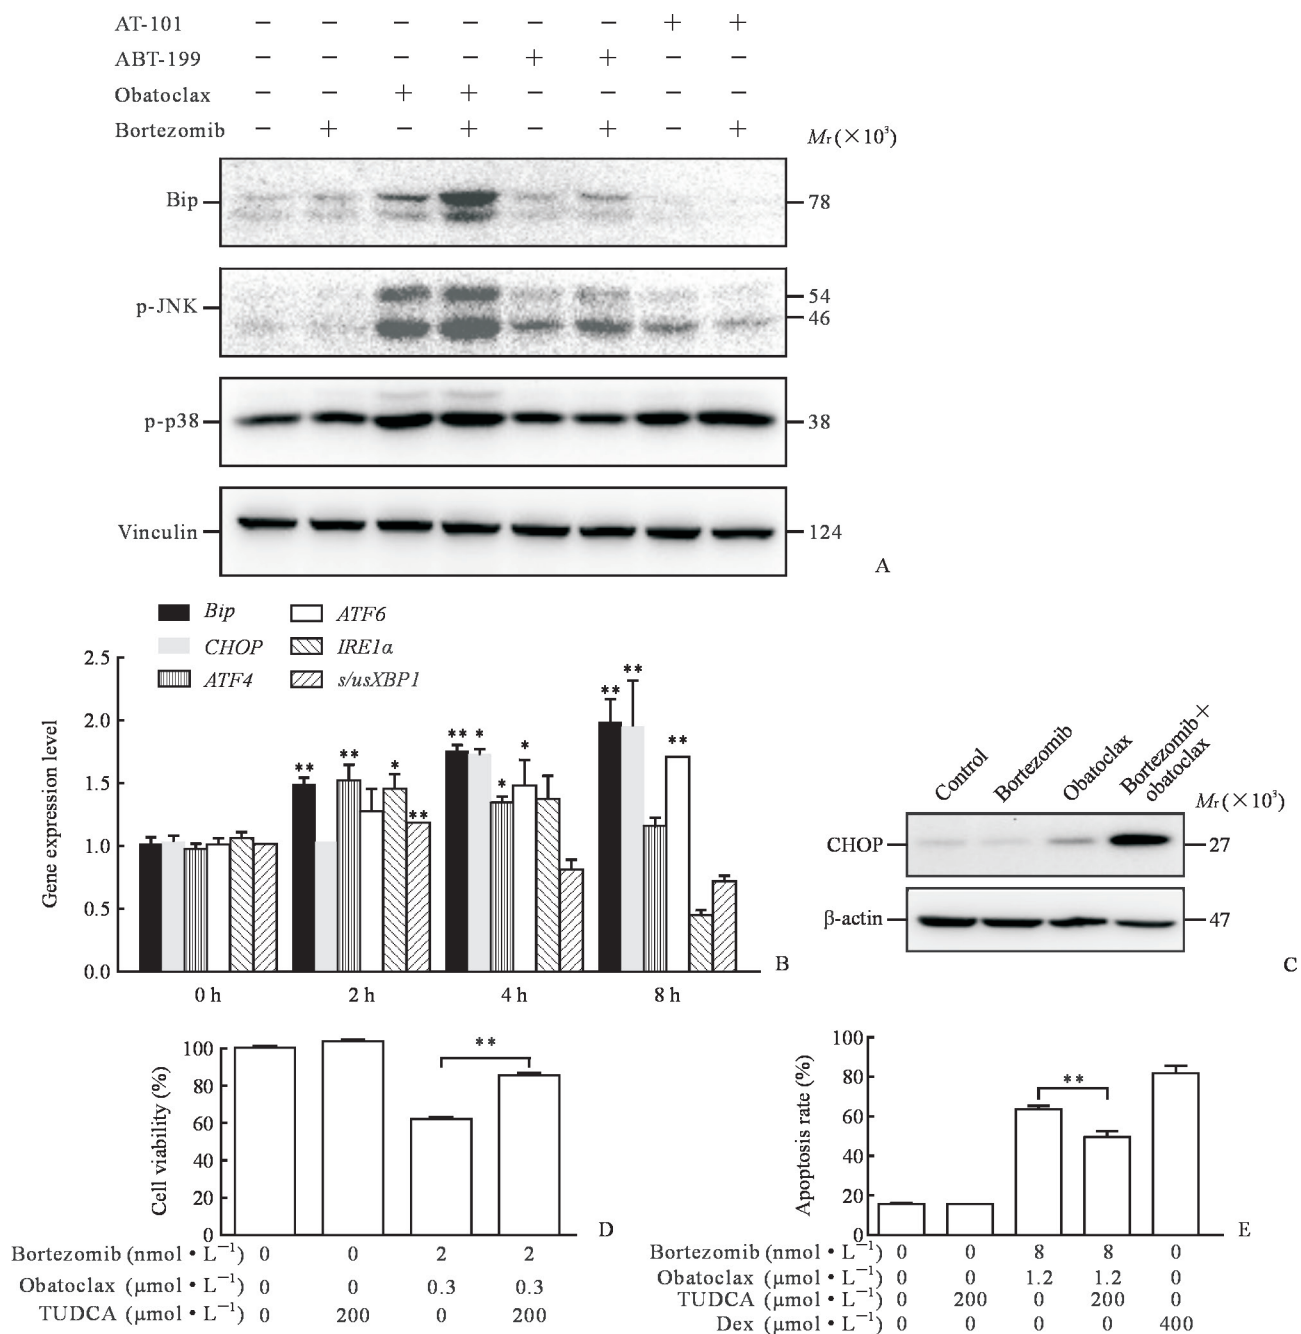 AT-101 − − − − − − + +
ABT-199 − − − − + + − −
Obatoclax − − + + − − − −
Bortezomib − + − + − + − +
Mr (×10³)
Bip 78
p-JNK 54
46
p-p38 38
Vinculin 124
A
Bip ATF6
CHOP IRE1α
ATF4 s/usXBP1
Gene expression level
2.5
2.0
1.5
1.0
0.5
0.0
** ** * ** ** * * * ** ** **
0 h 2 h 4 h 8 h
B
Control
Bortezomib
Obatoclax
Bortezomib×
obatoclax
Mr (×10³)
CHOP 27
β-actin 47
C
Cell viability (%)
100
80
60
40
20
0
**
D
Bortezomib (nmol • L⁻¹) 0 0 2 2
Obatoclax (μmol • L⁻¹) 0 0 0.3 0.3
TUDCA (μmol • L⁻¹) 0 200 0 200
Apoptosis rate (%)
100
80
60
40
20
0
**
E
Bortezomib (nmol • L⁻¹) 0 0 8 8 0
Obatoclax (μmol • L⁻¹) 0 0 1.2 1.2 0
TUDCA (μmol • L⁻¹) 0 200 0 200 0
Dex (μmol • L⁻¹) 0 0 0 0 400